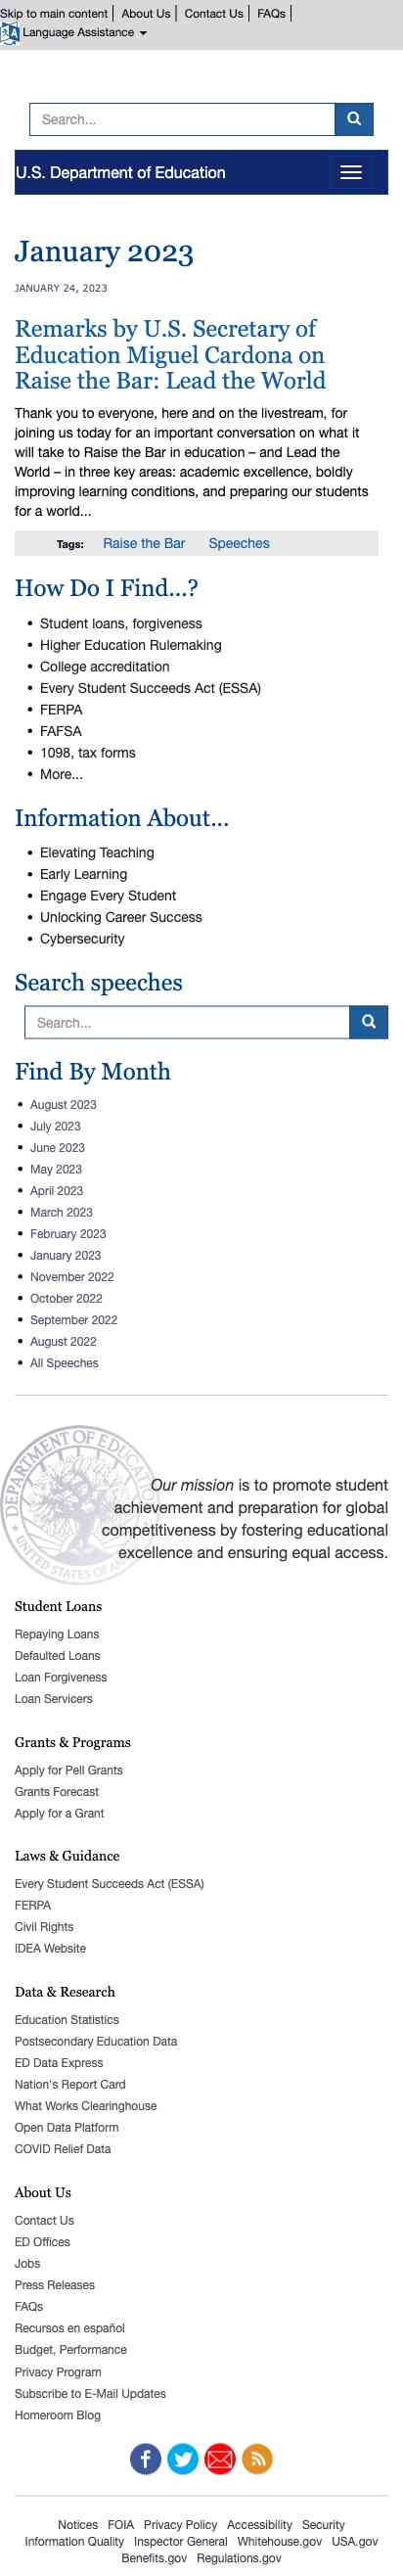 Skip to main content About Us Contact Us FAQs
Language Assistance
Search...
U.S. Department of Education
January 2023
JANUARY 24, 2023
Remarks by U.S. Secretary of
Education Miguel Cardona on
Raise the Bar: Lead the World
Thank you to everyone, here and on the livestream, for
joining us today for an important conversation on what it
will take to Raise the Bar in education – and Lead the
World – in three key areas: academic excellence, boldly
improving learning conditions, and preparing our students
for a world...
Tags: Raise the Bar Speeches
How Do I Find...?
• Student loans, forgiveness
• Higher Education Rulemaking
• College accreditation
• Every Student Succeeds Act (ESSA)
• FERPA
• FAFSA
• 1098, tax forms
• More...
Information About...
• Elevating Teaching
• Early Learning
• Engage Every Student
• Unlocking Career Success
• Cybersecurity
Search speeches
Search...
Find By Month
• August 2023
• July 2023
• June 2023
• May 2023
• April 2023
• March 2023
• February 2023
• January 2023
• November 2022
• October 2022
• September 2022
• August 2022
• All Speeches
Our mission is to promote student
achievement and preparation for global
competitiveness by fostering educational
excellence and ensuring equal access.
Student Loans
Repaying Loans
Defaulted Loans
Loan Forgiveness
Loan Servicers
Grants & Programs
Apply for Pell Grants
Grants Forecast
Apply for a Grant
Laws & Guidance
Every Student Succeeds Act (ESSA)
FERPA
Civil Rights
IDEA Website
Data & Research
Education Statistics
Postsecondary Education Data
ED Data Express
Nation's Report Card
What Works Clearinghouse
Open Data Platform
COVID Relief Data
About Us
Contact Us
ED Offices
Jobs
Press Releases
FAQs
Recursos en español
Budget, Performance
Privacy Program
Subscribe to E-Mail Updates
Homeroom Blog
Notices FOIA Privacy Policy Accessibility Security
Information Quality Inspector General Whitehouse.gov USA.gov
Benefits.gov Regulations.gov